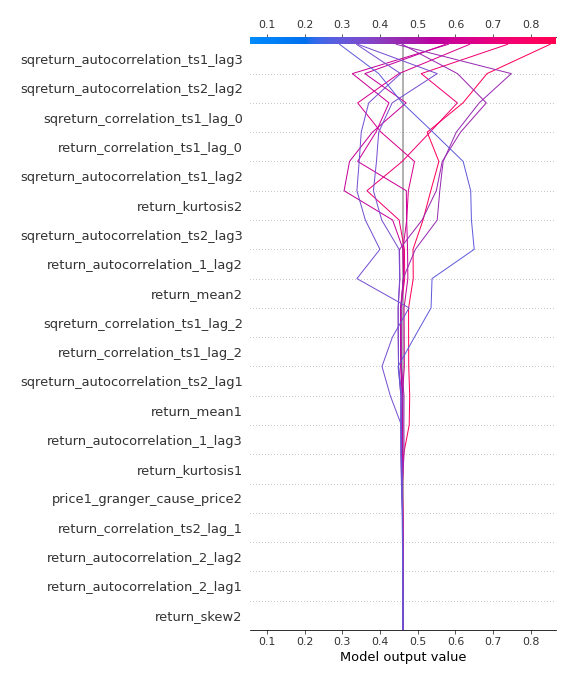 0.1 0.2 0.3 0.4 0.5 0.6 0.7 0.8
sqreturn_autocorrelation_ts1_lag3
sqreturn_autocorrelation_ts2_lag2
sqreturn_correlation_ts1_lag_0
return_correlation_ts1_lag_0
sqreturn_autocorrelation_ts1_lag2
return_kurtosis2
sqreturn_autocorrelation_ts2_lag3
return_autocorrelation_1_lag2
return_mean2
sqreturn_correlation_ts1_lag_2
return_correlation_ts1_lag_2
sqreturn_autocorrelation_ts2_lag1
return_mean1
return_autocorrelation_1_lag3
return_kurtosis1
price1_granger_cause_price2
return_correlation_ts2_lag_1
return_autocorrelation_2_lag2
return_autocorrelation_2_lag1
return_skew2
0.1 0.2 0.3 0.4 0.5 0.6 0.7 0.8
Model output value